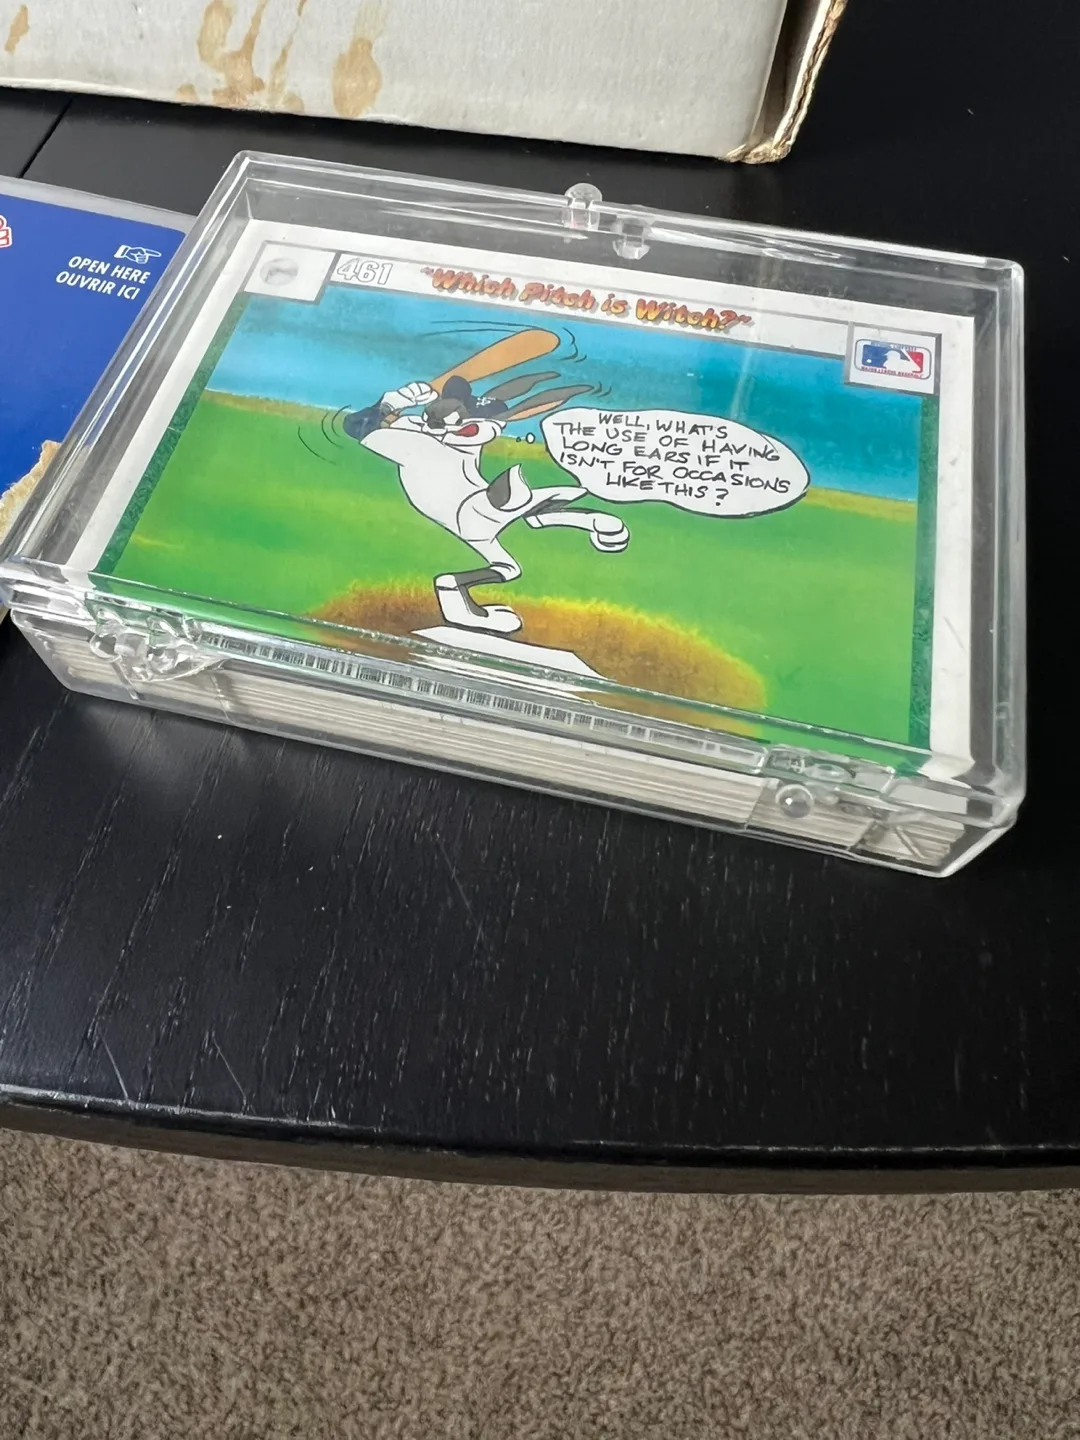 OPEN HERE
OUVRIR ICI
461
"Which Pitch is Witch?"
WELL, WHAT'S
THE USE OF HAVING
LONG EARS IF IT
ISN'T FOR OCCASIONS
LIKE THIS?